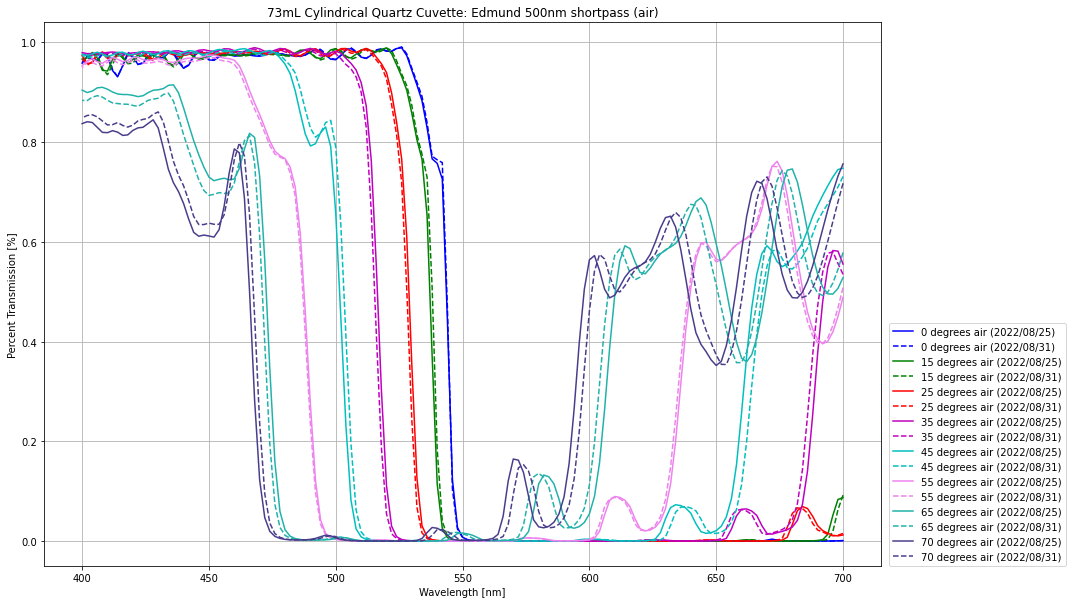 73mL Cylindrical Quartz Cuvette: Edmund 500nm shortpass (air)
Percent Transmission [%]
1.0
0.8
0.6
0.4
0.2
0.0
400 450 500 550 600 650 700
Wavelength [nm]
0 degrees air (2022/08/25)
0 degrees air (2022/08/31)
15 degrees air (2022/08/25)
15 degrees air (2022/08/31)
25 degrees air (2022/08/25)
25 degrees air (2022/08/31)
35 degrees air (2022/08/25)
35 degrees air (2022/08/31)
45 degrees air (2022/08/25)
45 degrees air (2022/08/31)
55 degrees air (2022/08/25)
55 degrees air (2022/08/31)
65 degrees air (2022/08/25)
65 degrees air (2022/08/31)
70 degrees air (2022/08/25)
70 degrees air (2022/08/31)